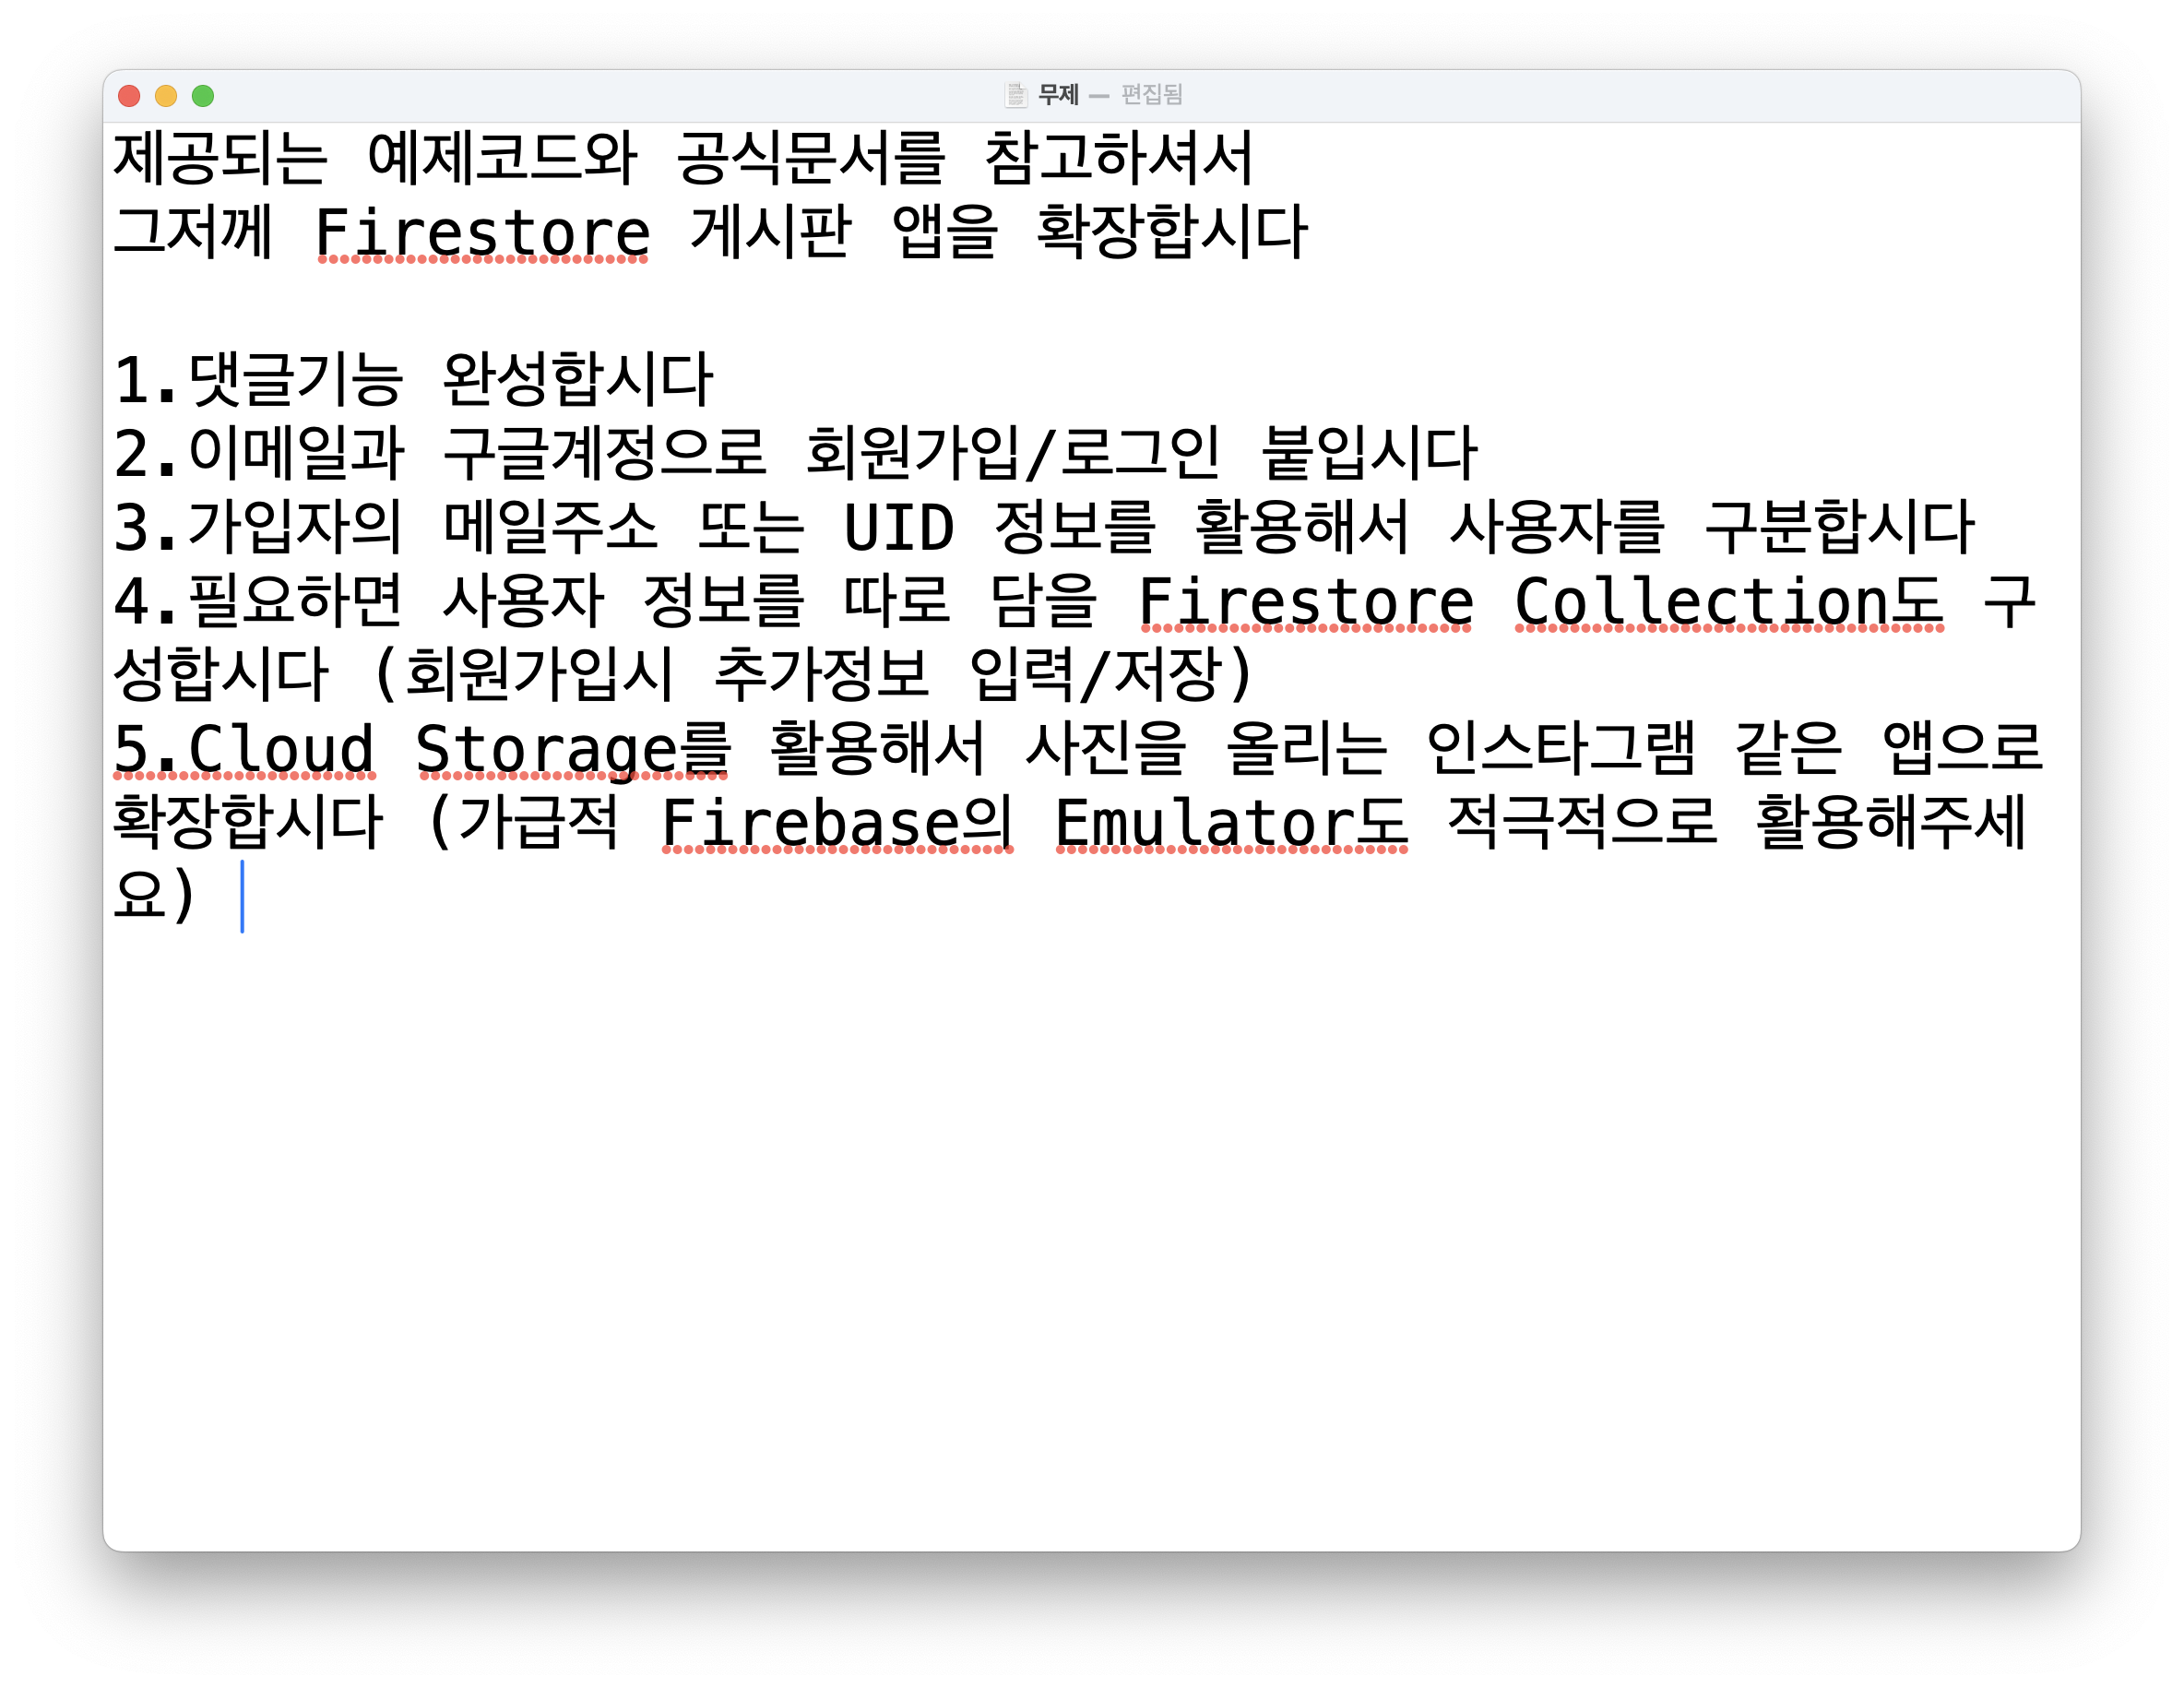 무제 — 편집됨
제공되는 예제코드와 공식문서를 참고하셔서
그저께 Firestore 게시판 앱을 확장합시다
1.댓글기능 완성합시다
2.이메일과 구글계정으로 회원가입/로그인 붙입시다
3.가입자의 메일주소 또는 UID 정보를 활용해서 사용자를 구분합시다
4.필요하면 사용자 정보를 따로 담을 Firestore Collection도 구
성합시다 (회원가입시 추가정보 입력/저장)
5.Cloud Storage를 활용해서 사진을 올리는 인스타그램 같은 앱으로
확장합시다 (가급적 Firebase의 Emulator도 적극적으로 활용해주세
요)